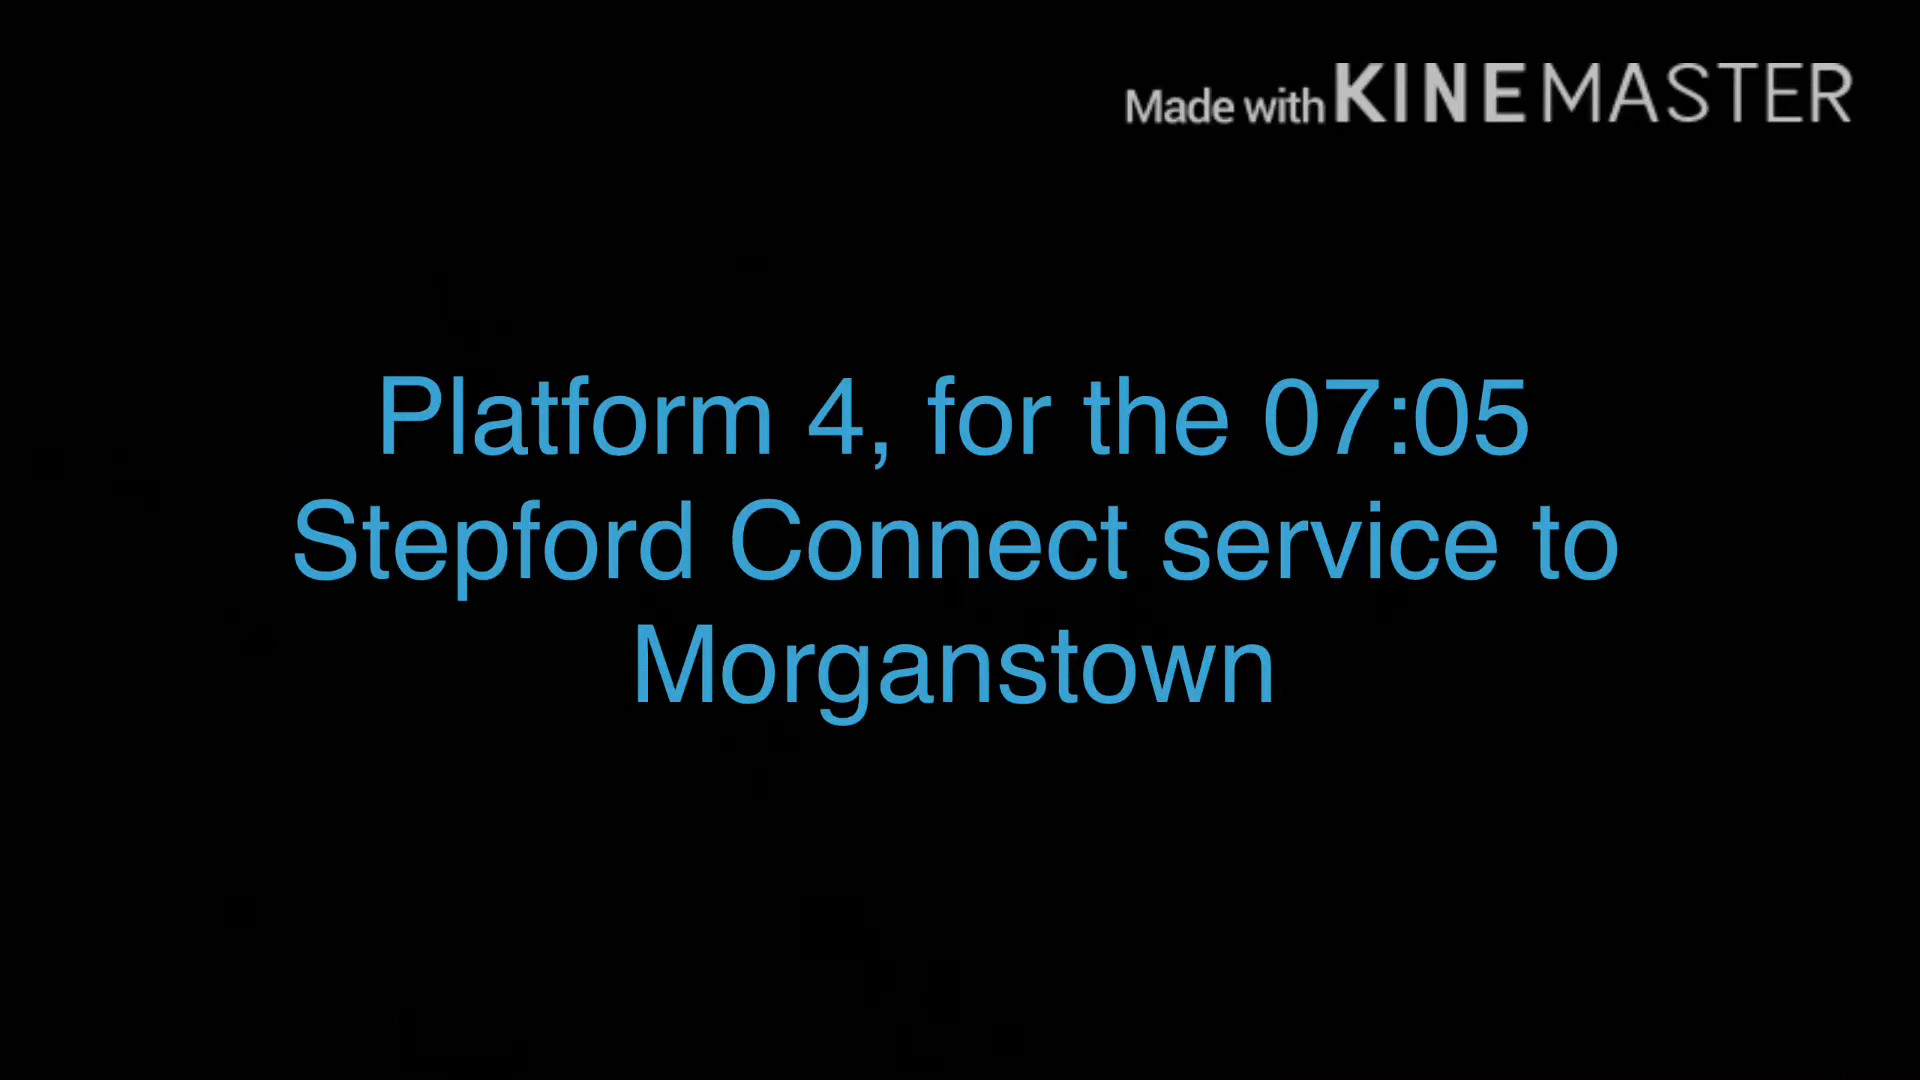 Made with KINEMASTER
Platform 4, for the 07:05
Stepford Connect service to
Morganstown